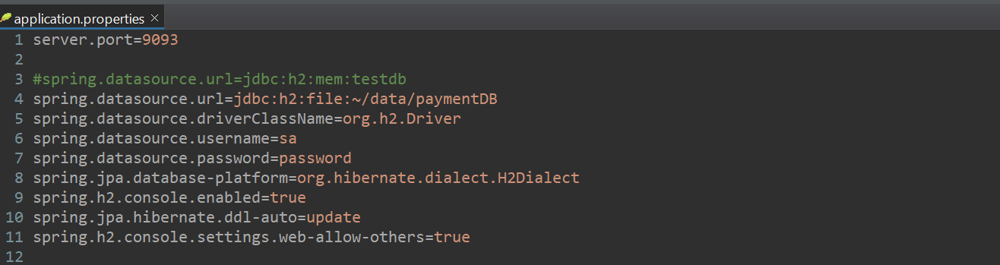 application.properties ×
1 server.port=9093
2
3 #spring.datasource.url=jdbc:h2:mem:testdb
4 spring.datasource.url=jdbc:h2:file:~/data/paymentDB
5 spring.datasource.driverClassName=org.h2.Driver
6 spring.datasource.username=sa
7 spring.datasource.password=password
8 spring.jpa.database-platform=org.hibernate.dialect.H2Dialect
9 spring.h2.console.enabled=true
10 spring.jpa.hibernate.ddl-auto=update
11 spring.h2.console.settings.web-allow-others=true
12